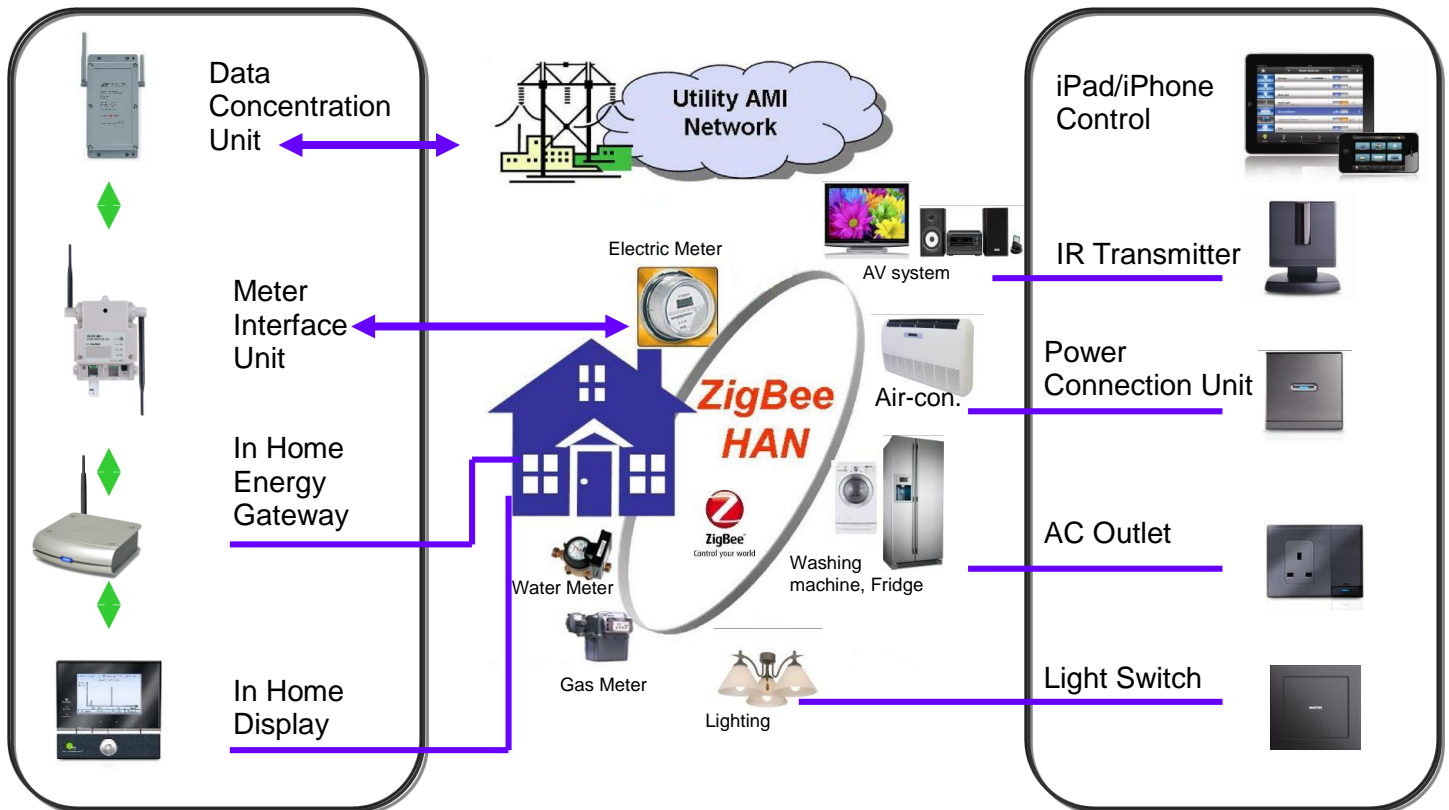 Data
Concentration
Unit
Meter
Interface
Unit
In Home
Energy
Gateway
In Home
Display
Utility AMI
Network
Electric Meter
AV system
Air-con.
ZigBee
HAN
ZigBee
Control your world
Water Meter
Washing
machine, Fridge
Gas Meter
Lighting
iPad/iPhone
Control
IR Transmitter
Power
Connection Unit
AC Outlet
Light Switch